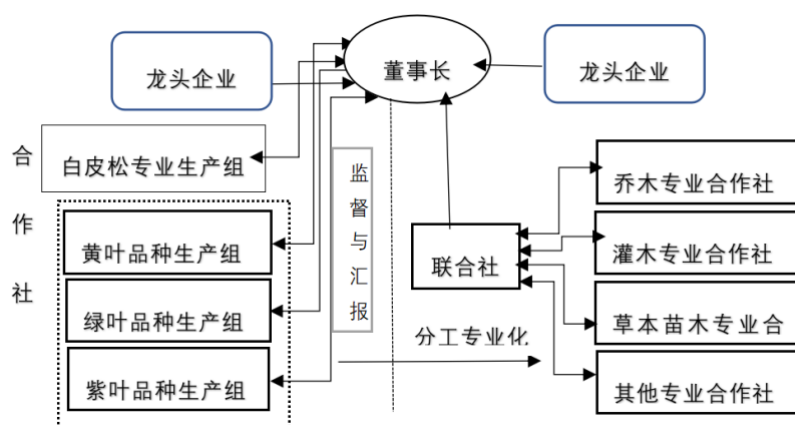 龙头企业
董事长
龙头企业
合作社
白皮松专业生产组
黄叶品种生产组
绿叶品种生产组
紫叶品种生产组
监督与汇报
联合社
分工专业化
乔木专业合作社
灌木专业合作社
草本苗木专业合
其他专业合作社